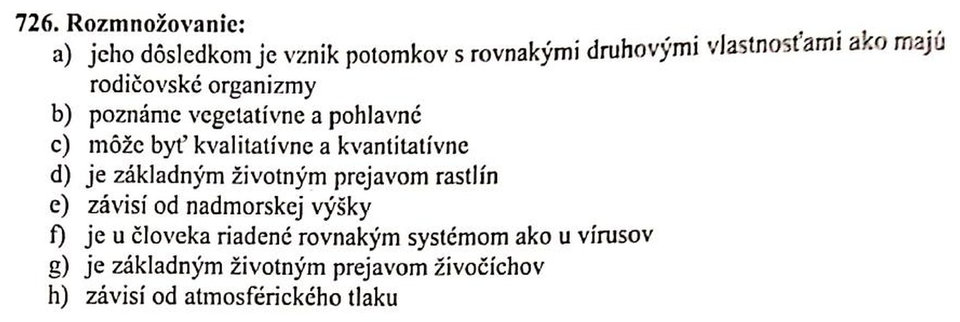 726. Rozmnožovanie:
a) jeho dôsledkom je vznik potomkov s rovnakými druhovými vlastnosťami ako majú
rodičovské organizmy
b) poznáme vegetatívne a pohlavné
c) môže byť kvalitatívne a kvantitatívne
d) je základným životným prejavom rastlín
e) závisí od nadmorskej výšky
f) je u človeka riadené rovnakým systémom ako u vírusov
g) je základným životným prejavom živočíchov
h) závisí od atmosférického tlaku